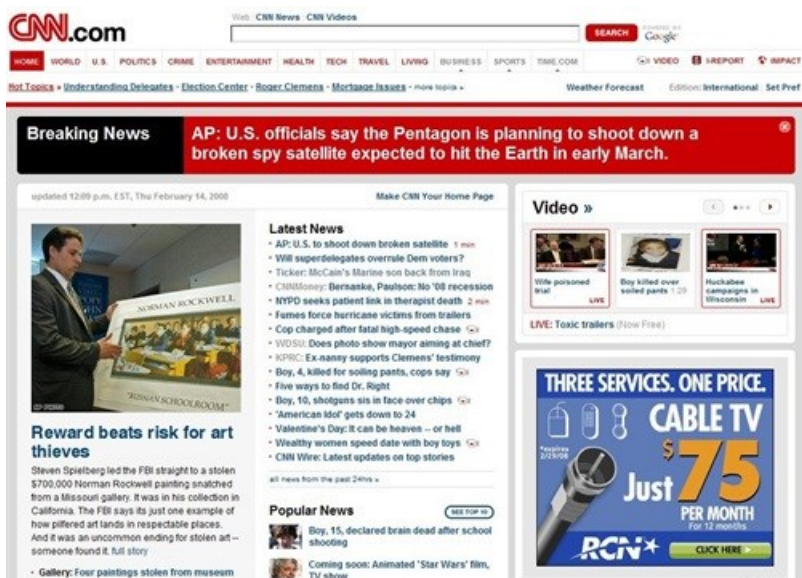 CNN.com
Web CNN News CNN Videos
SEARCH
POWERED BY
Google
HOME WORLD U.S. POLITICS CRIME ENTERTAINMENT HEALTH TECH TRAVEL LIVING BUSINESS SPORTS TIME.COM
VIDEO I-REPORT IMPACT
Hot Topics » Understanding Delegates · Election Center · Roger Clemens · Mortgage Issues · more topics »
Weather Forecast Edition: International Set Pref
Breaking News
AP: U.S. officials say the Pentagon is planning to shoot down a
broken spy satellite expected to hit the Earth in early March.
updated 12:09 p.m. EST, Thu February 14, 2008
Make CNN Your Home Page
NORMAN ROCKWELL
"RUSSIAN SCHOOLROOM"
Reward beats risk for art
thieves
Steven Spielberg led the FBI straight to a stolen
$700,000 Norman Rockwell painting snatched
from a Missouri gallery. It was in his collection in
California. The FBI says its just one example of
how pilfered art lands in respectable places.
And it was an uncommon ending for stolen art --
someone found it. full story
· Gallery: Four paintings stolen from museum
Latest News
· AP: U.S. to shoot down broken satellite 1 min
· Will superdelegates overrule Dem voters?
· Ticker: McCain's Marine son back from Iraq
· CNNMoney: Bernanke, Paulson: No '08 recession
· NYPD seeks patient link in therapist death 2 min
· Fumes force hurricane victims from trailers
· Cop charged after fatal high-speed chase
· WDSU: Does photo show mayor aiming at chief?
· KPRC: Ex-nanny supports Clemens' testimony
· Boy, 4, killed for soiling pants, cops say
· Five ways to find Dr. Right
· Boy, 10, shotguns sis in face over chips
· 'American Idol' gets down to 24
· Valentine's Day: It can be heaven -- or hell
· Wealthy women speed date with boy toys
· CNN Wire: Latest updates on top stories
all news from the past 24hrs »
Popular News
SEE TOP 10
Boy, 15, declared brain dead after school
shooting
Coming soon: Animated 'Star Wars' film,
TV show
Video »
Wife poisoned
trial
LIVE
Boy killed over
soiled pants 1:29
Huckabee
campaigns in
Wisconsin LIVE
LIVE: Toxic trailers (Now Free)
THREE SERVICES. ONE PRICE.
CABLE TV
*expires
2/29/08
Just $75
PER MONTH
For 12 months
RCN
CLICK HERE